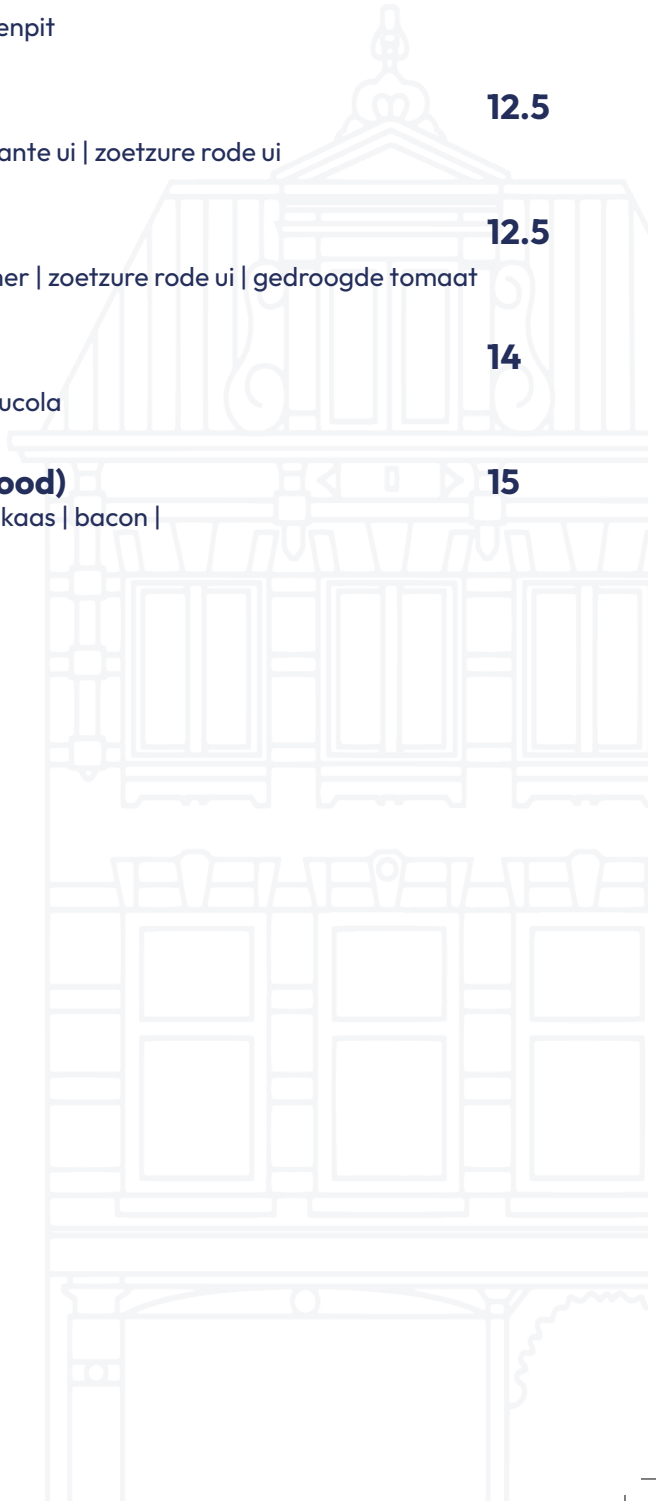 enpit
12.5
ante ui | zoetzure rode ui
12.5
ner | zoetzure rode ui | gedroogde tomaat
14
ucola
ood) 15
kaas | bacon |